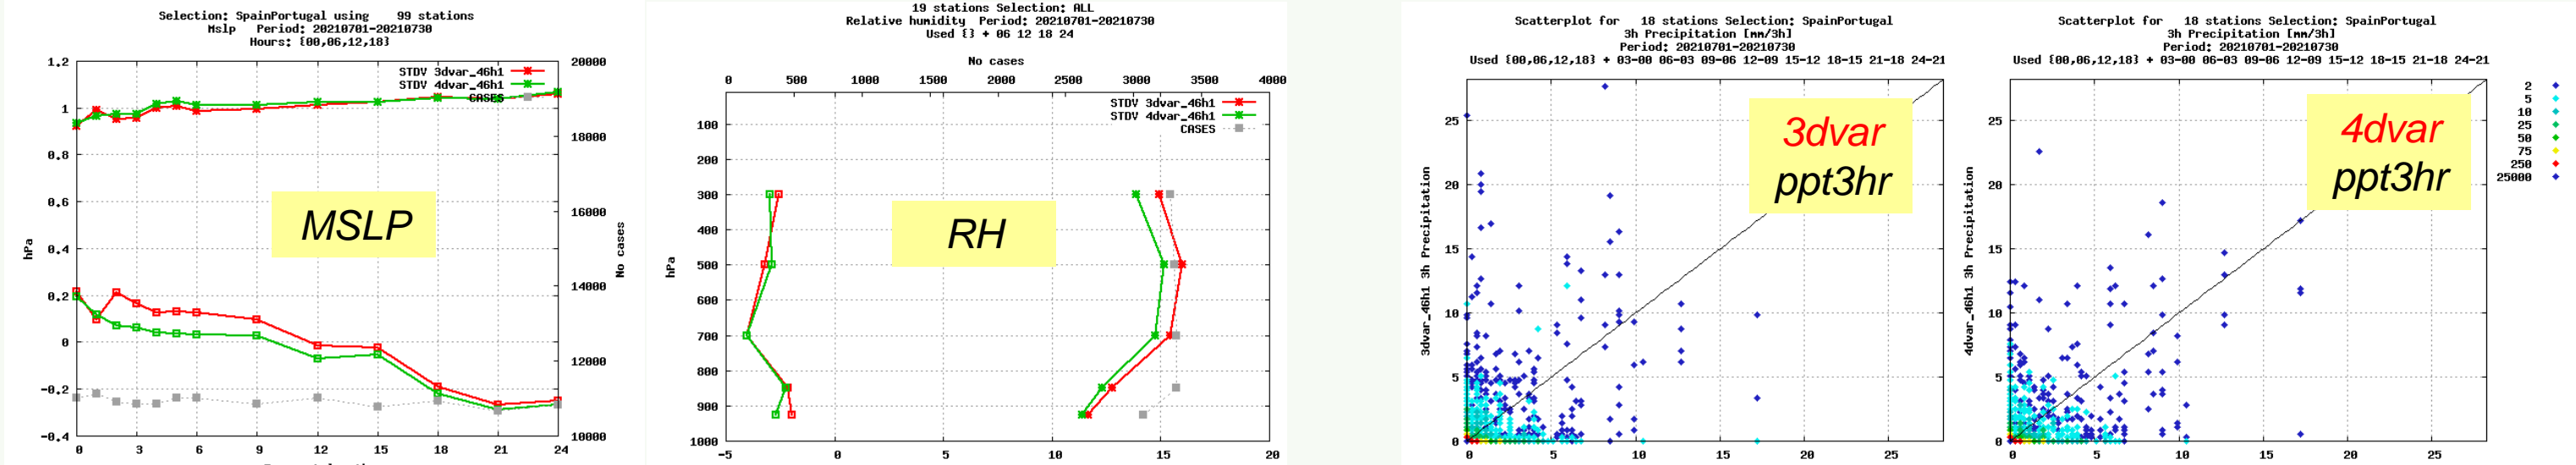 Selection: SpainPortugal using 99 stations
Mslp Period: 20210701-20210730
Hours: {00,06,12,18}
1.2
1
0.8
0.6
0.4
0.2
0
-0.2
-0.4
hPa
STDV 3dvar_46h1
STDV 4dvar_46h1
CASES
MSLP
20000
18000
16000
14000
12000
10000
No cases
0 3 6 9 12 15 18 21 24
19 stations Selection: ALL
Relative humidity Period: 20210701-20210730
Used {} + 06 12 18 24
No cases
0 500 1000 1500 2000 2500 3000 3500 4000
STDV 3dvar_46h1
STDV 4dvar_46h1
CASES
RH
hPa
100
200
300
400
500
600
700
800
900
1000
-5 0 5 10 15 20
Scatterplot for 18 stations Selection: SpainPortugal
3h Precipitation [mm/3h]
Period: 20210701-20210730
Used {00,06,12,18} + 03-00 06-03 09-06 12-09 15-12 18-15 21-18 24-21
3dvar
ppt3hr
3dvar_46h1 3h Precipitation
25
20
15
10
5
0
0 5 10 15 20 25
Scatterplot for 18 stations Selection: SpainPortugal
3h Precipitation [mm/3h]
Period: 20210701-20210730
Used {00,06,12,18} + 03-00 06-03 09-06 12-09 15-12 18-15 21-18 24-21
4dvar
ppt3hr
4dvar_46h1 3h Precipitation
25
20
15
10
5
0
0 5 10 15 20 25
2
5
10
25
50
75
250
25000